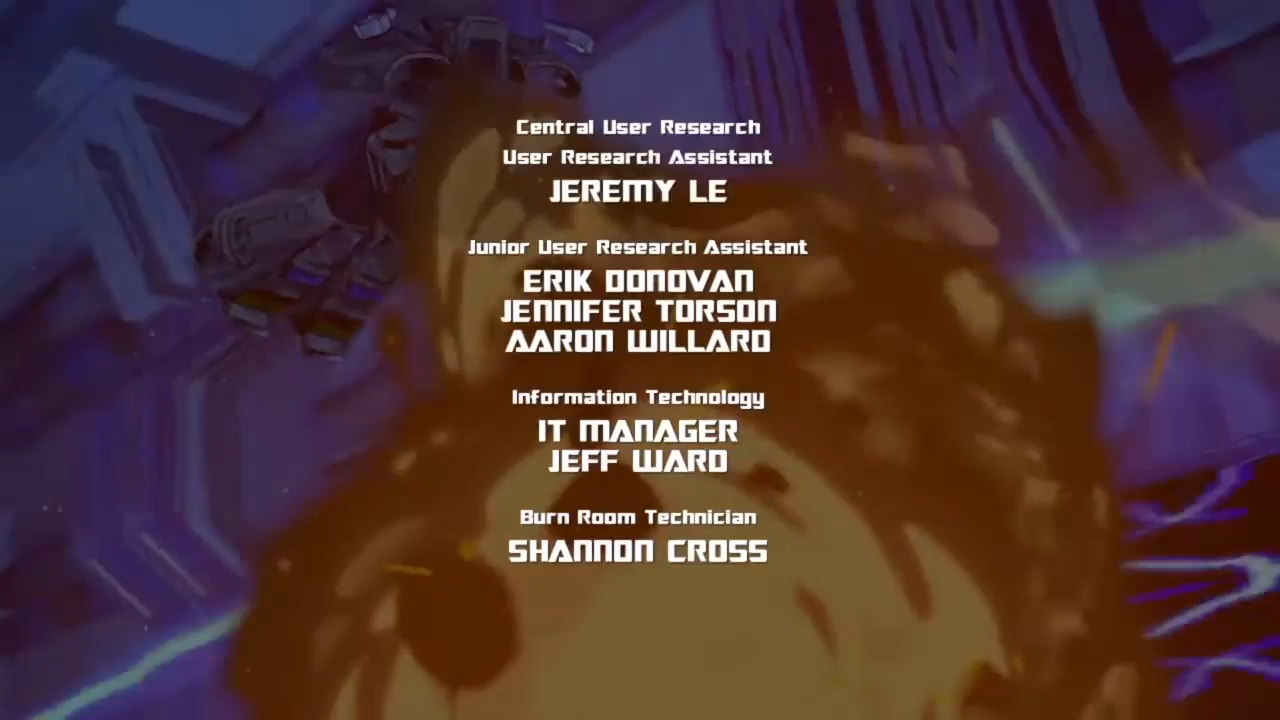 Central User Research
User Research Assistant
JEREMY LE
Junior User Research Assistant
ERIK DONOVAN
JENNIFER TORSON
AARON WILLARD
Information Technology
IT MANAGER
JEFF WARD
Burn Room Technician
SHANNON CROSS